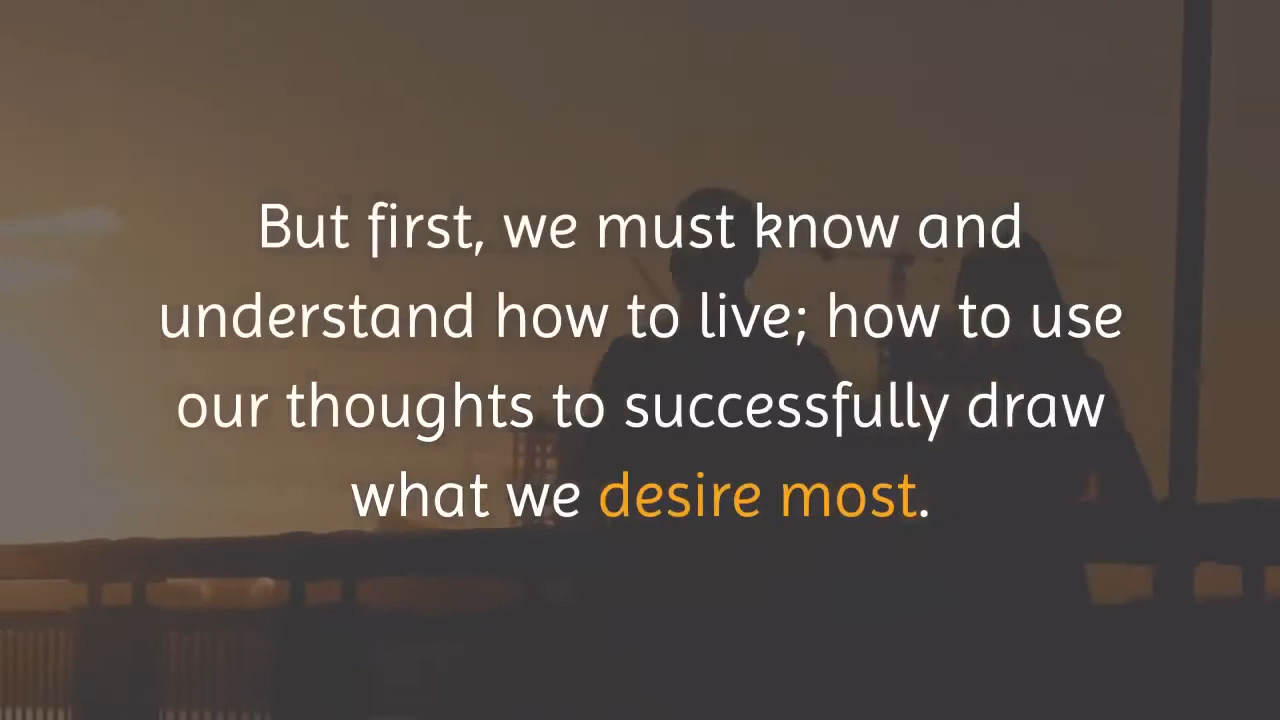 But first, we must know and
understand how to live; how to use
our thoughts to successfully draw
what we desire most.